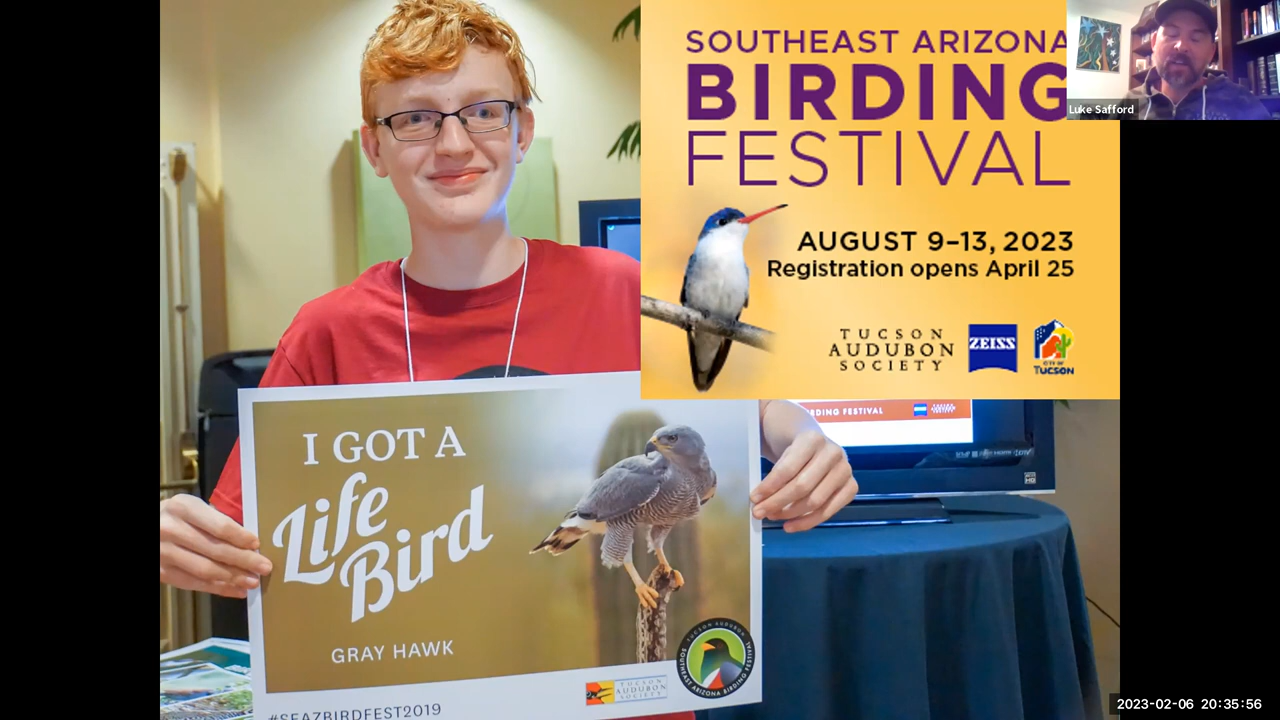 SOUTHEAST ARIZONA
BIRDING
FESTIVAL
AUGUST 9–13, 2023
Registration opens April 25
TUCSON
AUDUBON
SOCIETY
ZEISS
CITY OF
TUCSON
Luke Safford
BIRDING FESTIVAL
I GOT A
Life
Bird
GRAY HAWK
TUCSON
AUDUBON
SOCIETY
TUCSON AUDUBON
SOUTHEAST ARIZONA BIRDING FESTIVAL
#SEAZBIRDFEST2019
2023-02-06 20:35:56